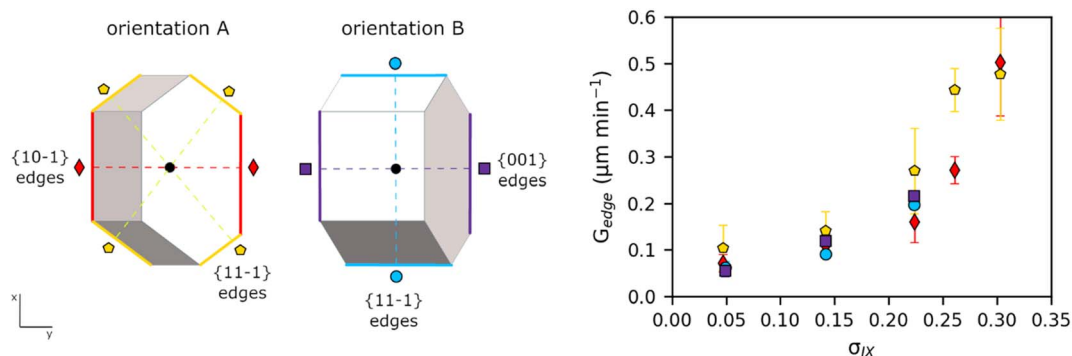 orientation A
orientation B
{10-1}
edges
{11-1}
edges
{001}
edges
{11-1}
edges
x
y
G_edge (μm min⁻¹)
0.6
0.5
0.4
0.3
0.2
0.1
0.0
0.00 0.05 0.10 0.15 0.20 0.25 0.30 0.35
σ_IX